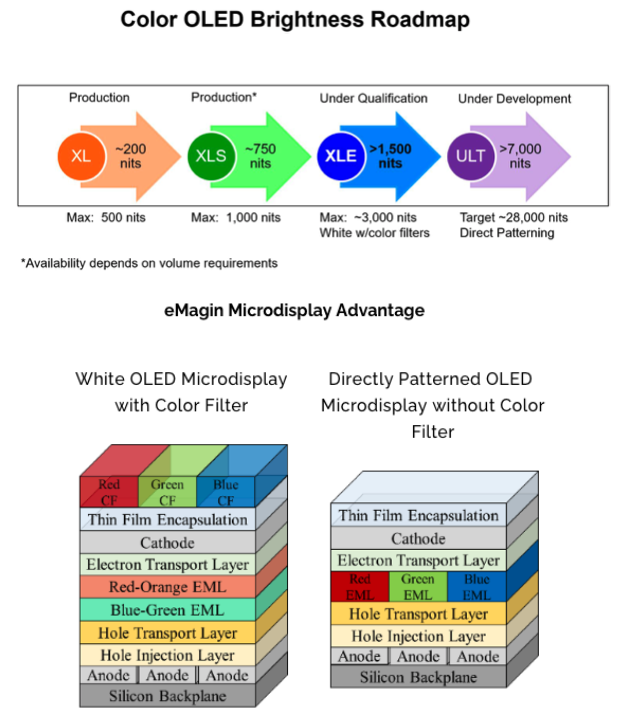 Color OLED Brightness Roadmap
Production
Production*
Under Qualification
Under Development
XL
~200
nits
XLS
~750
nits
XLE
>1,500
nits
ULT
>7,000
nits
Max: 500 nits
Max: 1,000 nits
Max: ~3,000 nits
White w/color filters
Target ~28,000 nits
Direct Patterning
*Availability depends on volume requirements
eMagin Microdisplay Advantage
White OLED Microdisplay
with Color Filter
Red
CF
Green
CF
Blue
CF
Thin Film Encapsulation
Cathode
Electron Transport Layer
Red-Orange EML
Blue-Green EML
Hole Transport Layer
Hole Injection Layer
Anode
Anode
Anode
Silicon Backplane
Directly Patterned OLED
Microdisplay without Color
Filter
Thin Film Encapsulation
Cathode
Electron Transport Layer
Red
EML
Green
EML
Blue
EML
Hole Transport Layer
Hole Injection Layer
Anode
Anode
Anode
Silicon Backplane